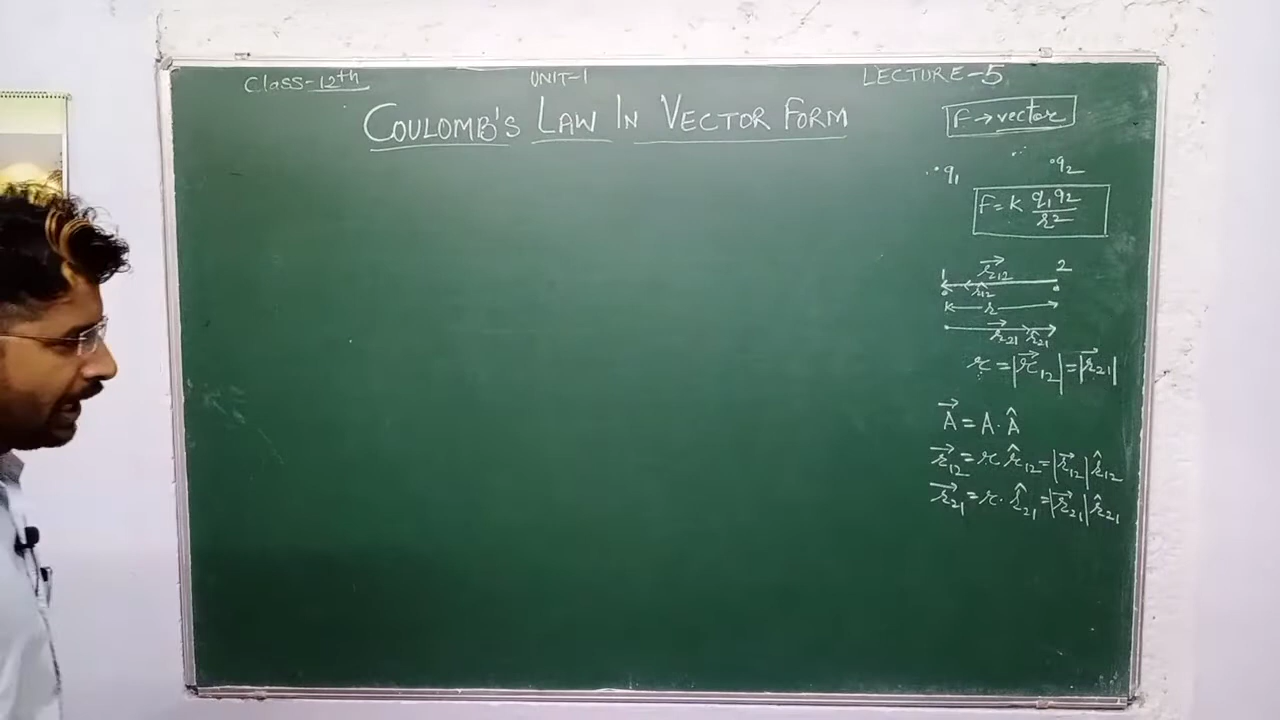 Class-12th UNIT-1 LECTURE-5
COULOMB'S LAW IN VECTOR FORM
F → vector
q₁ q₂
F = K q₁q₂/r²
1 r⃗₁₂ 2
r̂₁₂
r
r⃗₂₁ r̂₂₁
r = |r⃗₁₂| = |r⃗₂₁|
A⃗ = A. Â
r⃗₁₂ = r r̂₁₂ = |r⃗₁₂| r̂₁₂
r⃗₂₁ = r. r̂₂₁ = |r⃗₂₁| r̂₂₁